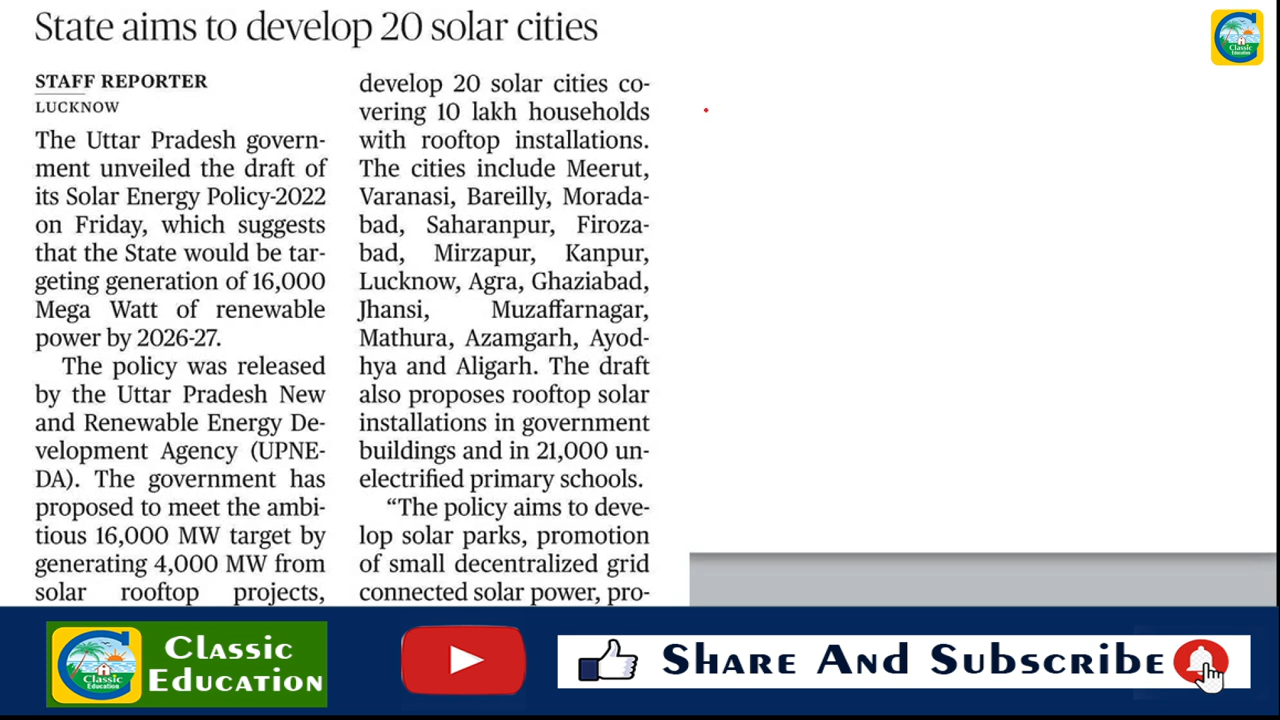 State aims to develop 20 solar cities
STAFF REPORTER
LUCKNOW
The Uttar Pradesh govern-
ment unveiled the draft of
its Solar Energy Policy-2022
on Friday, which suggests
that the State would be tar-
geting generation of 16,000
Mega Watt of renewable
power by 2026-27.
The policy was released
by the Uttar Pradesh New
and Renewable Energy De-
velopment Agency (UPNE-
DA). The government has
proposed to meet the ambi-
tious 16,000 MW target by
generating 4,000 MW from
solar rooftop projects,
develop 20 solar cities co-
vering 10 lakh households
with rooftop installations.
The cities include Meerut,
Varanasi, Bareilly, Morada-
bad, Saharanpur, Firoza-
bad, Mirzapur, Kanpur,
Lucknow, Agra, Ghaziabad,
Jhansi, Muzaffarnagar,
Mathura, Azamgarh, Ayod-
hya and Aligarh. The draft
also proposes rooftop solar
installations in government
buildings and in 21,000 un-
electrified primary schools.
“The policy aims to deve-
lop solar parks, promotion
of small decentralized grid
connected solar power, pro-
Classic
Education
Classic
Education
Classic
Education
Share And Subscribe